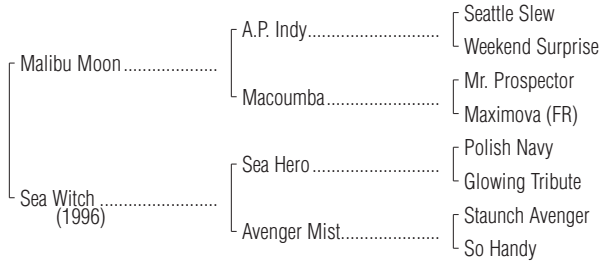 Seattle Slew
A.P. Indy
Weekend Surprise
Malibu Moon
Mr. Prospector
Macoumba
Maximova (FR)
Polish Navy
Sea Hero
Glowing Tribute
Sea Witch
(1996)
Staunch Avenger
Avenger Mist
So Handy